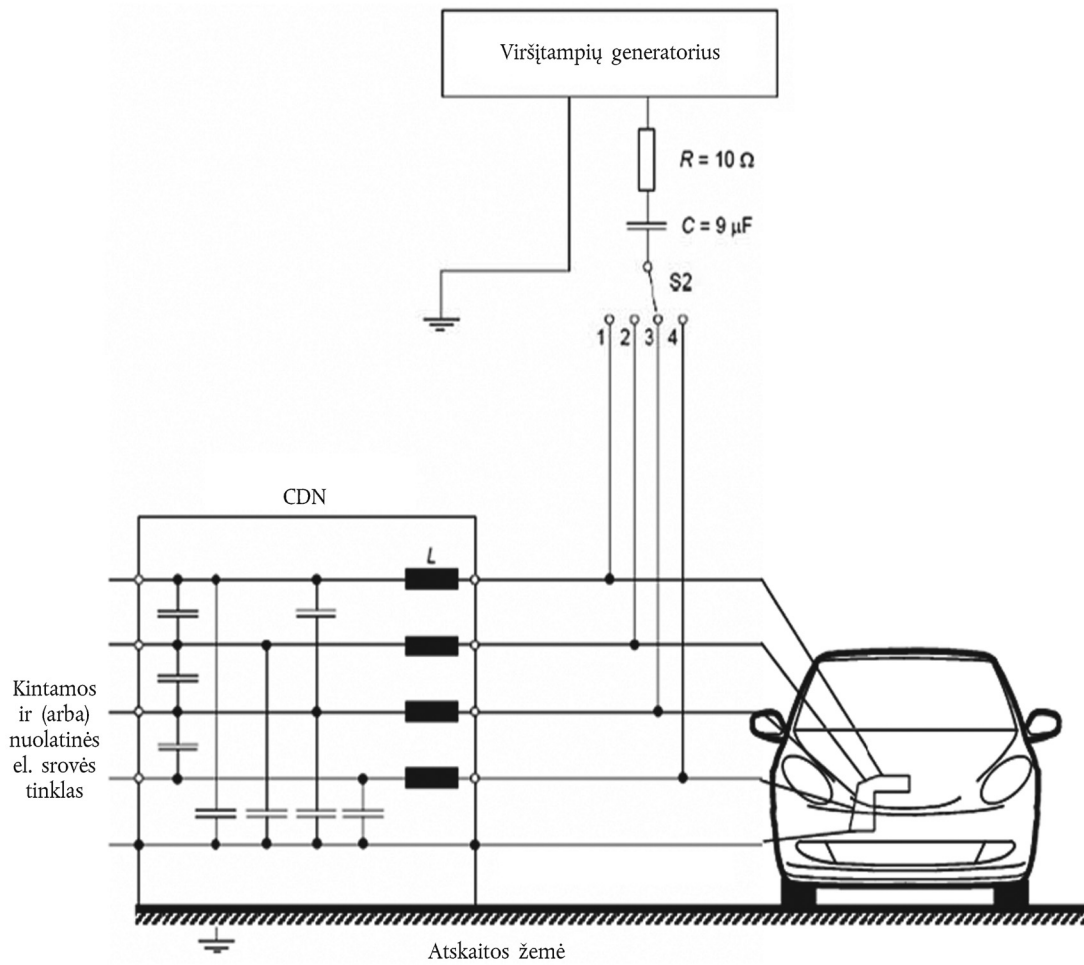 Viršįtampių generatorius
R = 10 Ω
C = 9 µF
S2
1 2 3 4
CDN
L
Kintamos
ir (arba)
nuolatinės
el. srovės
tinklas
Atskaitos žemė